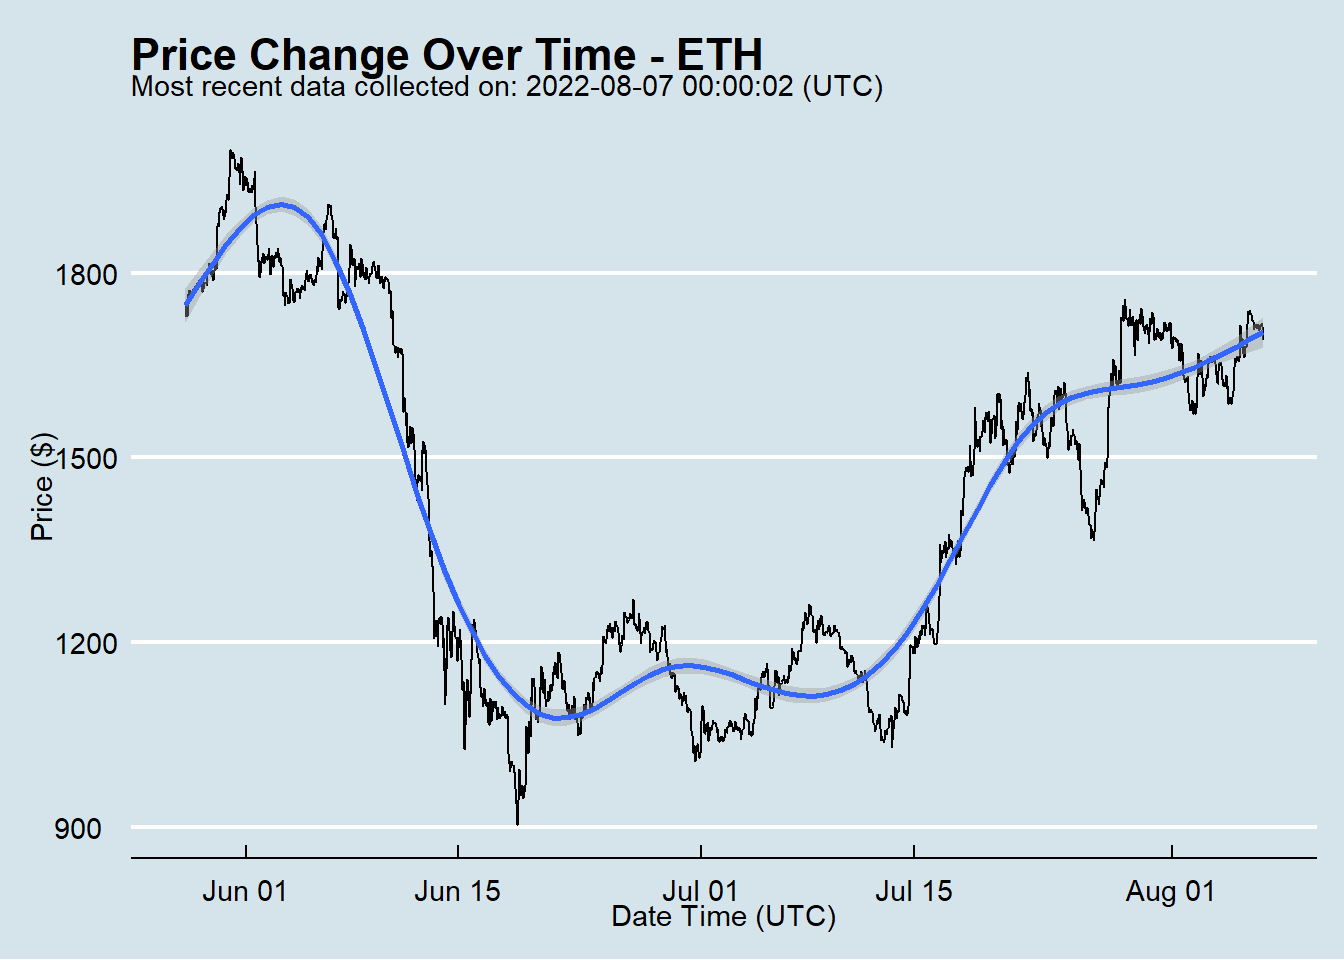 Price Change Over Time - ETH
Most recent data collected on: 2022-08-07 00:00:02 (UTC)
Price ($)
1800
1500
1200
900
Jun 01 Jun 15 Jul 01 Jul 15 Aug 01
Date Time (UTC)